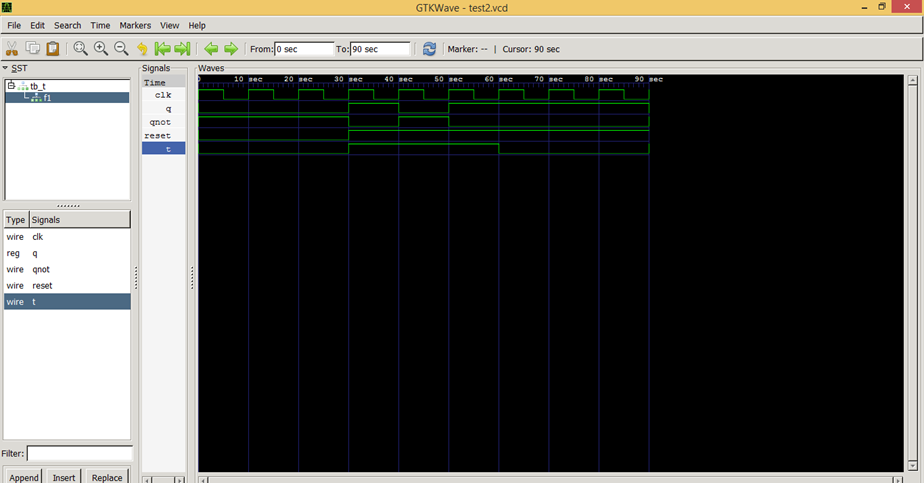 GTKWave - test2.vcd
File Edit Search Time Markers View Help
From: 0 sec To: 90 sec Marker: -- | Cursor: 90 sec
SST
tb_t
f1
Type Signals
wire clk
reg q
wire qnot
wire reset
wire t
Filter:
Append Insert Replace
Signals
Time
clk
q
qnot
reset
t
Waves
0 10 sec 20 sec 30 sec 40 sec 50 sec 60 sec 70 sec 80 sec 90 sec